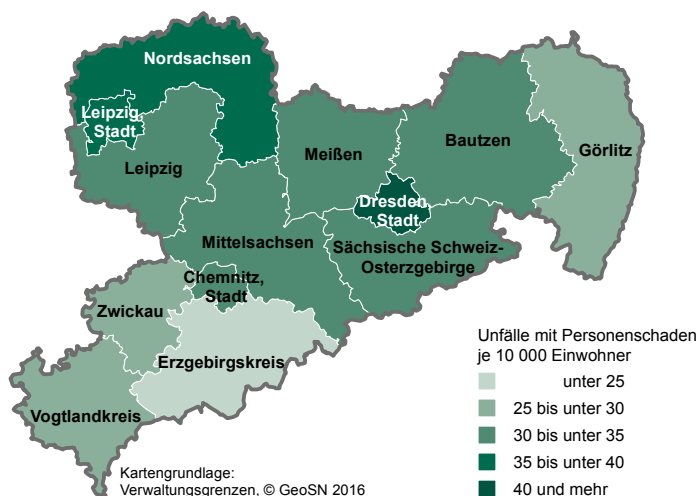 Nordsachsen
Leipzig,
Stadt
Leipzig
Meißen
Bautzen
Görlitz
Dresden,
Stadt
Mittelsachsen
Sächsische Schweiz-
Osterzgebirge
Chemnitz,
Stadt
Zwickau
Erzgebirgskreis
Vogtlandkreis
Unfälle mit Personenschaden
je 10 000 Einwohner
unter 25
25 bis unter 30
30 bis unter 35
35 bis unter 40
40 und mehr
Kartengrundlage:
Verwaltungsgrenzen, © GeoSN 2016